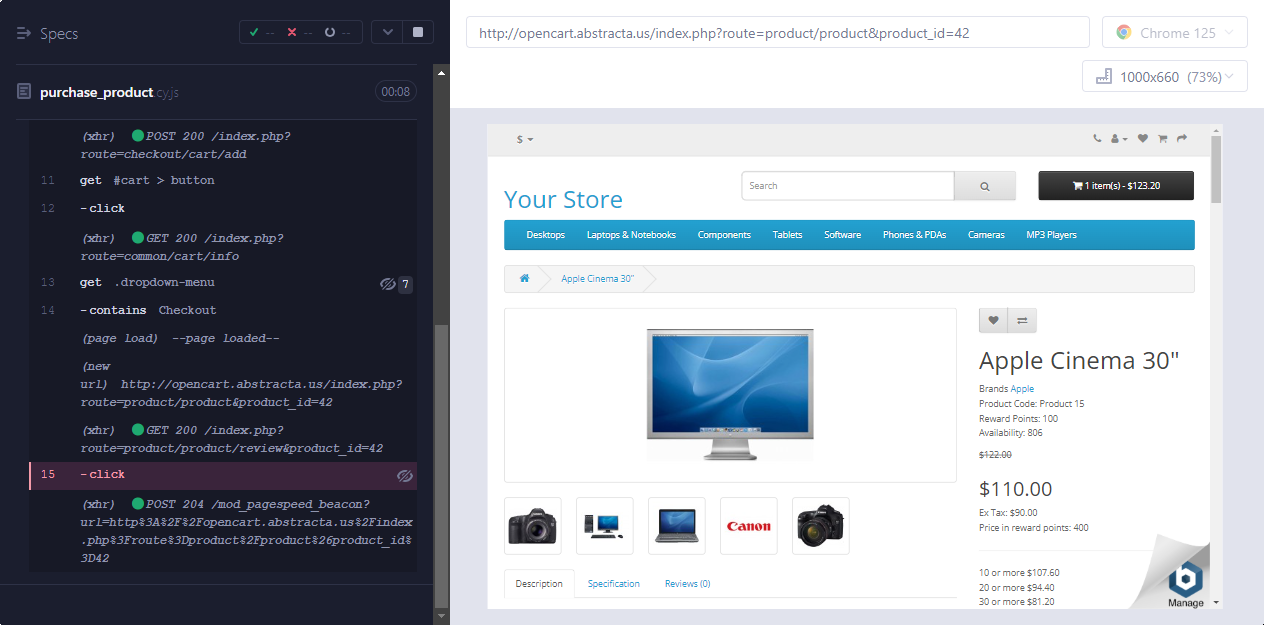 Specs
-- -- --
purchase_product.cy.js
00:08
(xhr) POST 200 /index.php?
route=checkout/cart/add
11 get #cart > button
12 -click
(xhr) GET 200 /index.php?
route=common/cart/info
13 get .dropdown-menu 7
14 -contains Checkout
(page load) --page loaded--
(new
url) http://opencart.abstracta.us/index.php?
route=product/product&product_id=42
(xhr) GET 200 /index.php?
route=product/product/review&product_id=42
15 -click
(xhr) POST 204 /mod_pagespeed_beacon?
url=http%3A%2F%2Fopencart.abstracta.us%2Findex
.php%3Froute%3Dproduct%2Fproduct%26product_id%
3D42
http://opencart.abstracta.us/index.php?route=product/product&product_id=42
Chrome 125
1000x660 (73%)
$
Your Store
Search
1 item(s) - $123.20
Desktops Laptops & Notebooks Components Tablets Software Phones & PDAs Cameras MP3 Players
Apple Cinema 30"
Apple Cinema 30"
Brands Apple
Product Code: Product 15
Reward Points: 100
Availability: 806
$122.00
$110.00
Ex Tax: $90.00
Price in reward points: 400
10 or more $107.60
20 or more $94.40
30 or more $81.20
Canon
Description Specification Reviews (0)
Manage